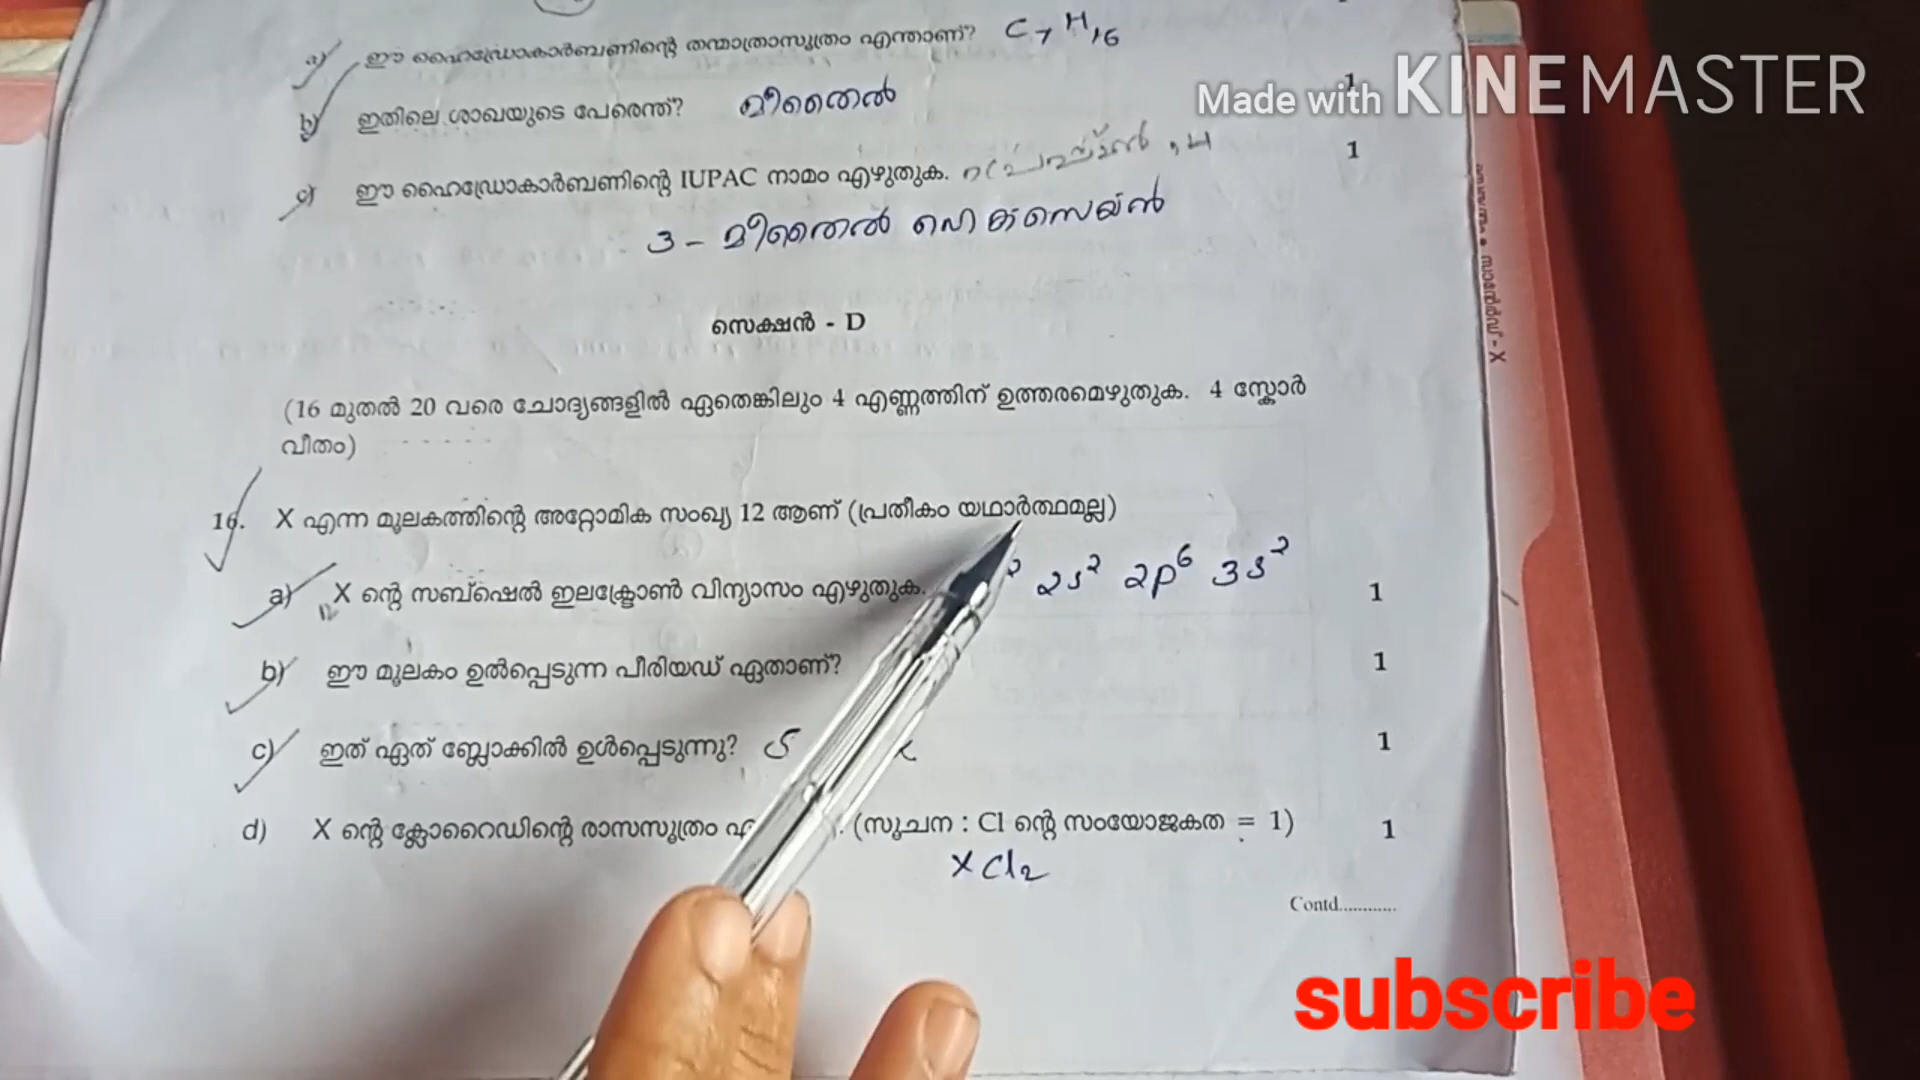 a) ഈ ഹൈഡ്രോകാർബണിന്റെ തന്മാത്രാസൂത്രം എന്താണ്? C7H16
Made with KINEMASTER
1
b) ഇതിലെ ശാഖയുടെ പേരെന്ത്? മീതൈൽ
1
c) ഈ ഹൈഡ്രോകാർബണിന്റെ IUPAC നാമം എഴുതുക.
3 - മീതൈൽ ഹെക്സെയ്ൻ
സെക്ഷൻ - D
(16 മുതൽ 20 വരെ ചോദ്യങ്ങളിൽ ഏതെങ്കിലും 4 എണ്ണത്തിന് ഉത്തരമെഴുതുക. 4 സ്കോർ
വീതം)
16. X എന്ന മൂലകത്തിന്റെ അറ്റോമിക സംഖ്യ 12 ആണ് (പ്രതീകം യഥാർത്ഥമല്ല)
a) X ന്റെ സബ്ഷെൽ ഇലക്ട്രോൺ വിന്യാസം എഴുതുക. 2s² 2p⁶ 3s² 1
12
b) ഈ മൂലകം ഉൽപ്പെടുന്ന പീരിയഡ് ഏതാണ്? 1
c) ഇത് ഏത് ബ്ലോക്കിൽ ഉൾപ്പെടുന്നു? S 1
d) X ന്റെ ക്ലോറൈഡിന്റെ രാസസൂത്രം (സൂചന : Cl ന്റെ സംയോജകത = 1) 1
XCl2
Contd............
subscribe